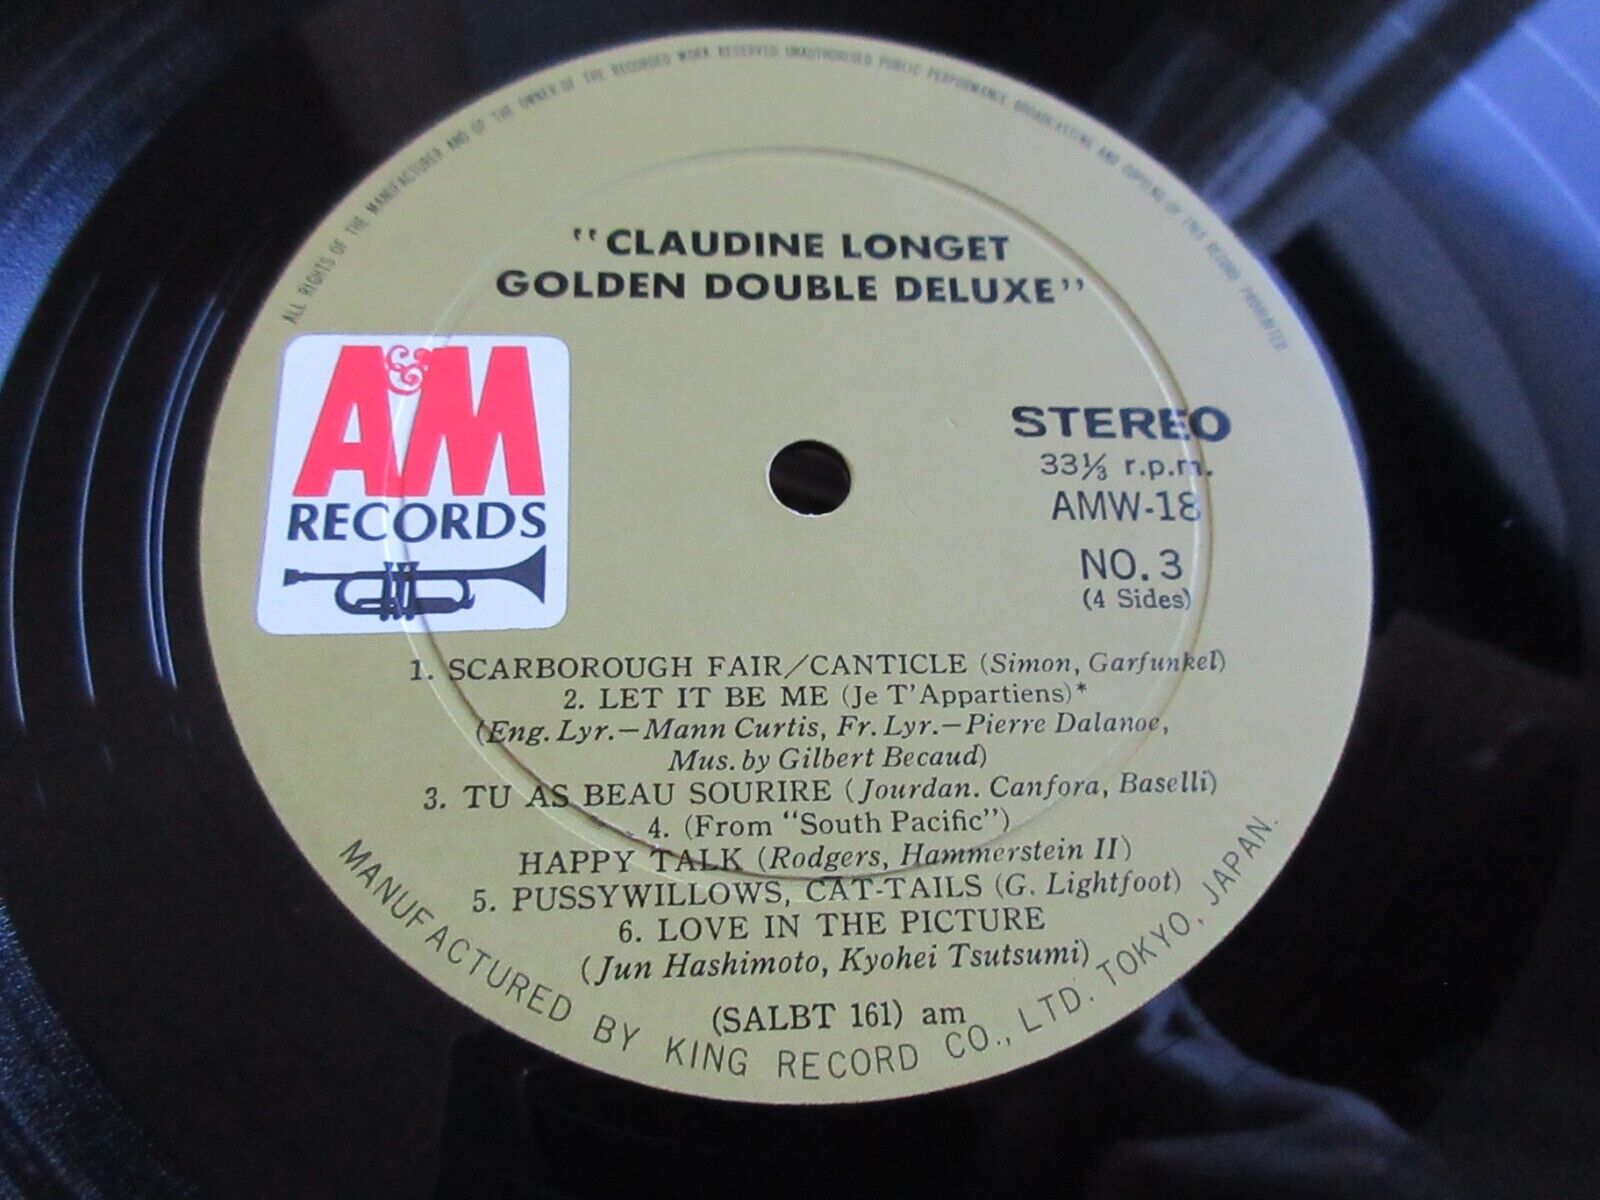 ALL RIGHTS OF THE MANUFACTURER AND OF THE OWNER OF THE RECORDED WORK RESERVED UNAUTHORISED PUBLIC PERFORMANCE BROADCASTING AND COPYING OF THIS RECORD PROHIBITED
"CLAUDINE LONGET
GOLDEN DOUBLE DELUXE"
A&M
RECORDS
STEREO
33⅓ r.p.m.
AMW-18
NO. 3
(4 Sides)
1. SCARBOROUGH FAIR/CANTICLE (Simon, Garfunkel)
2. LET IT BE ME (Je T'Appartiens)*
(Eng. Lyr.—Mann Curtis, Fr. Lyr.—Pierre Dalanoe,
Mus. by Gilbert Becaud)
3. TU AS BEAU SOURIRE (Jourdan. Canfora, Baselli)
4. (From "South Pacific")
HAPPY TALK (Rodgers, Hammerstein II)
5. PUSSYWILLOWS, CAT-TAILS (G. Lightfoot)
6. LOVE IN THE PICTURE
(Jun Hashimoto, Kyohei Tsutsumi)
(SALBT 161) am
MANUFACTURED BY KING RECORD CO., LTD. TOKYO, JAPAN.